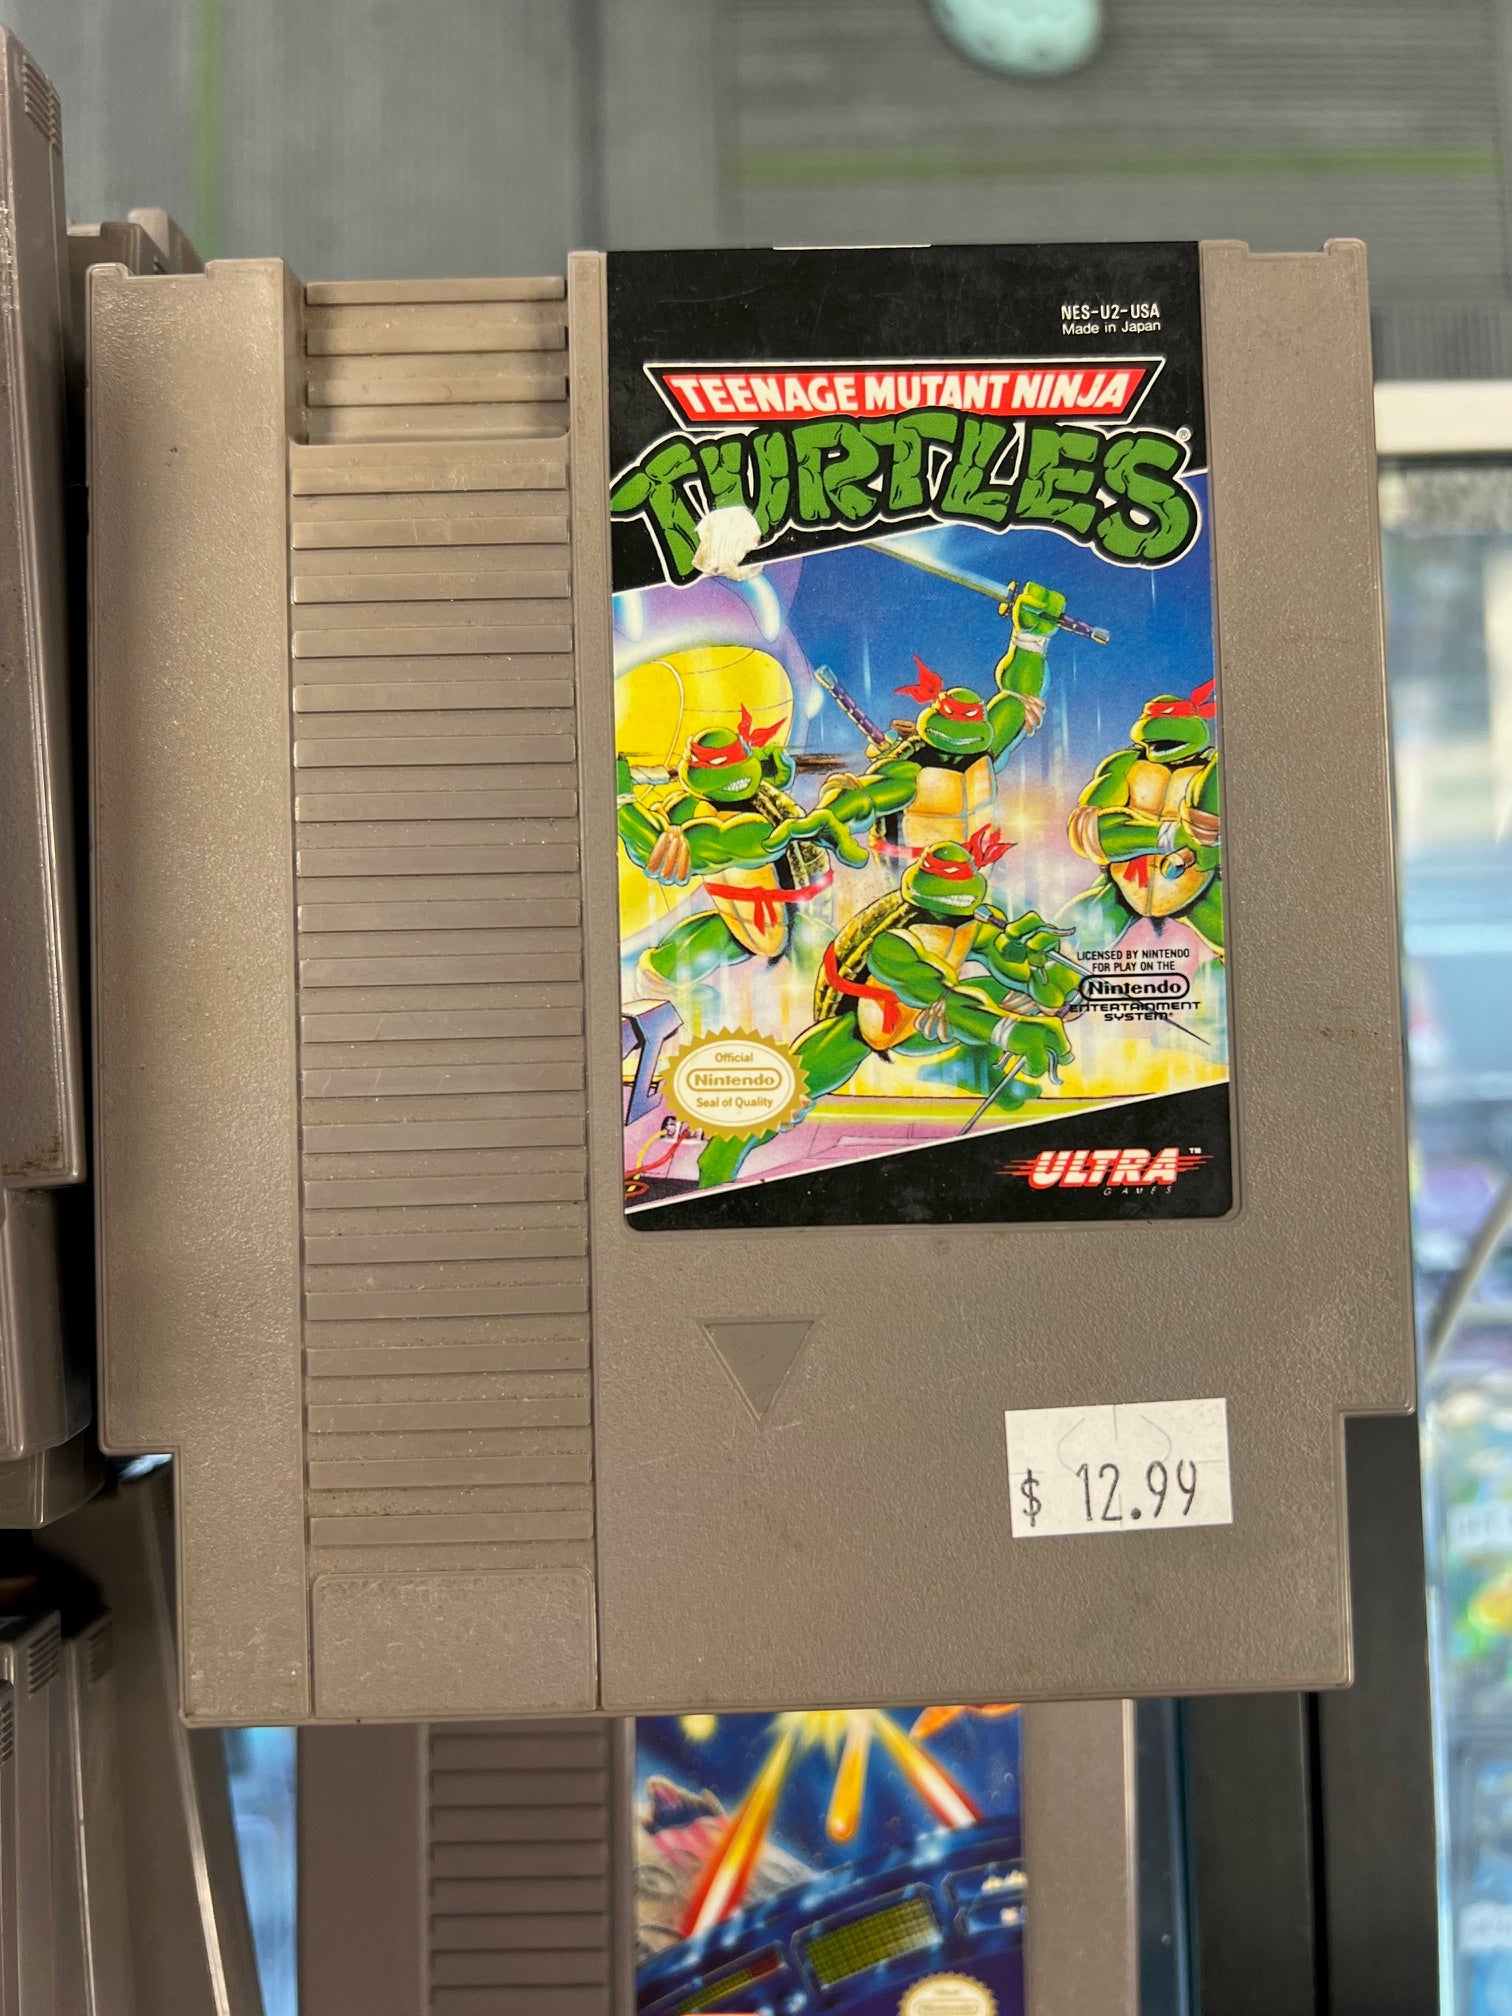 NES-U2-USA
Made in Japan
TEENAGE MUTANT NINJA
TURTLES®
LICENSED BY NINTENDO
FOR PLAY ON THE
Nintendo
ENTERTAINMENT
SYSTEM®
Official
Nintendo
Seal of Quality
ULTRA™
GAMES
$ 12.99